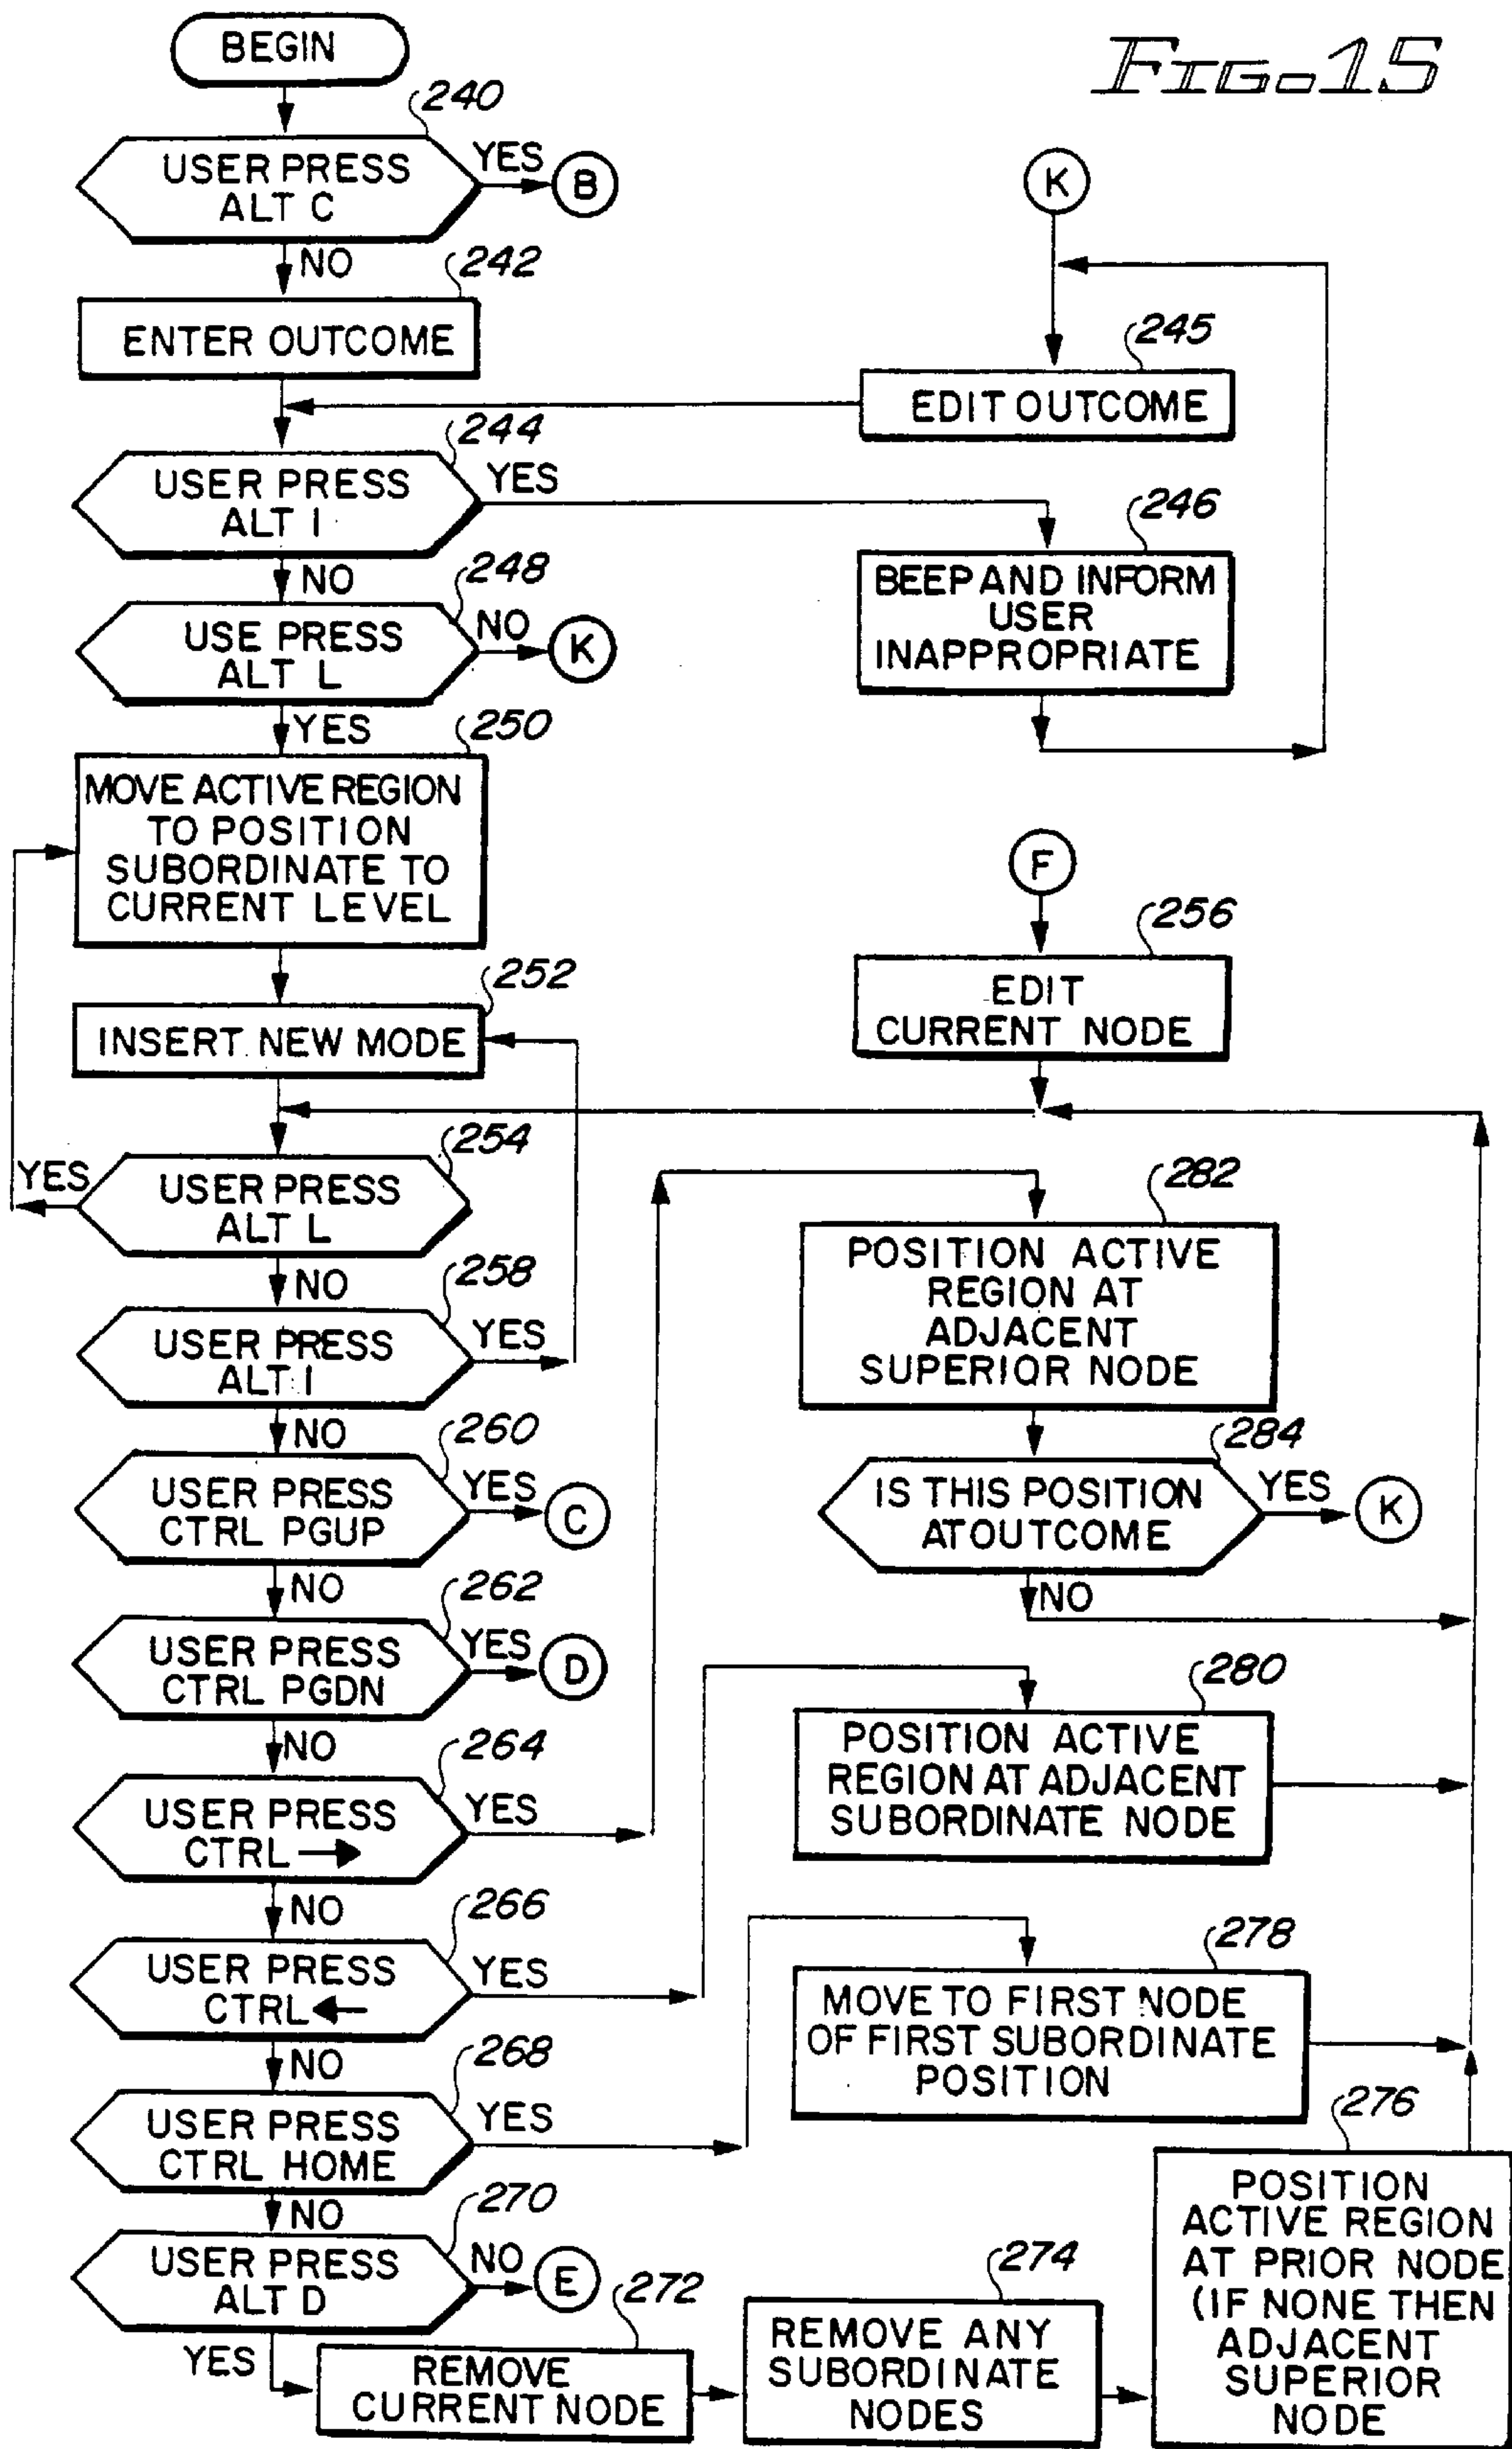 FIG. 15
BEGIN
240
USER PRESS
ALT C
YES
B
NO
242
ENTER OUTCOME
K
245
EDIT OUTCOME
244
USER PRESS
ALT I
YES
246
BEEP AND INFORM
USER
INAPPROPRIATE
NO
248
USE PRESS
ALT L
NO
K
YES
250
MOVE ACTIVE REGION
TO POSITION
SUBORDINATE TO
CURRENT LEVEL
F
256
EDIT
CURRENT NODE
252
INSERT NEW MODE
254
YES
USER PRESS
ALT L
NO
258
USER PRESS
ALT I
YES
NO
260
USER PRESS
CTRL PGUP
YES
C
NO
262
USER PRESS
CTRL PGDN
YES
D
NO
264
USER PRESS
CTRL →
YES
NO
266
USER PRESS
CTRL ←
YES
NO
268
USER PRESS
CTRL HOME
YES
NO
270
USER PRESS
ALT D
NO
E
YES
282
POSITION ACTIVE
REGION AT
ADJACENT
SUPERIOR NODE
284
IS THIS POSITION
AT OUTCOME
YES
K
NO
280
POSITION ACTIVE
REGION AT ADJACENT
SUBORDINATE NODE
278
MOVE TO FIRST NODE
OF FIRST SUBORDINATE
POSITION
272
REMOVE
CURRENT NODE
274
REMOVE ANY
SUBORDINATE
NODES
276
POSITION
ACTIVE REGION
AT PRIOR NODE
(IF NONE THEN
ADJACENT
SUPERIOR
NODE